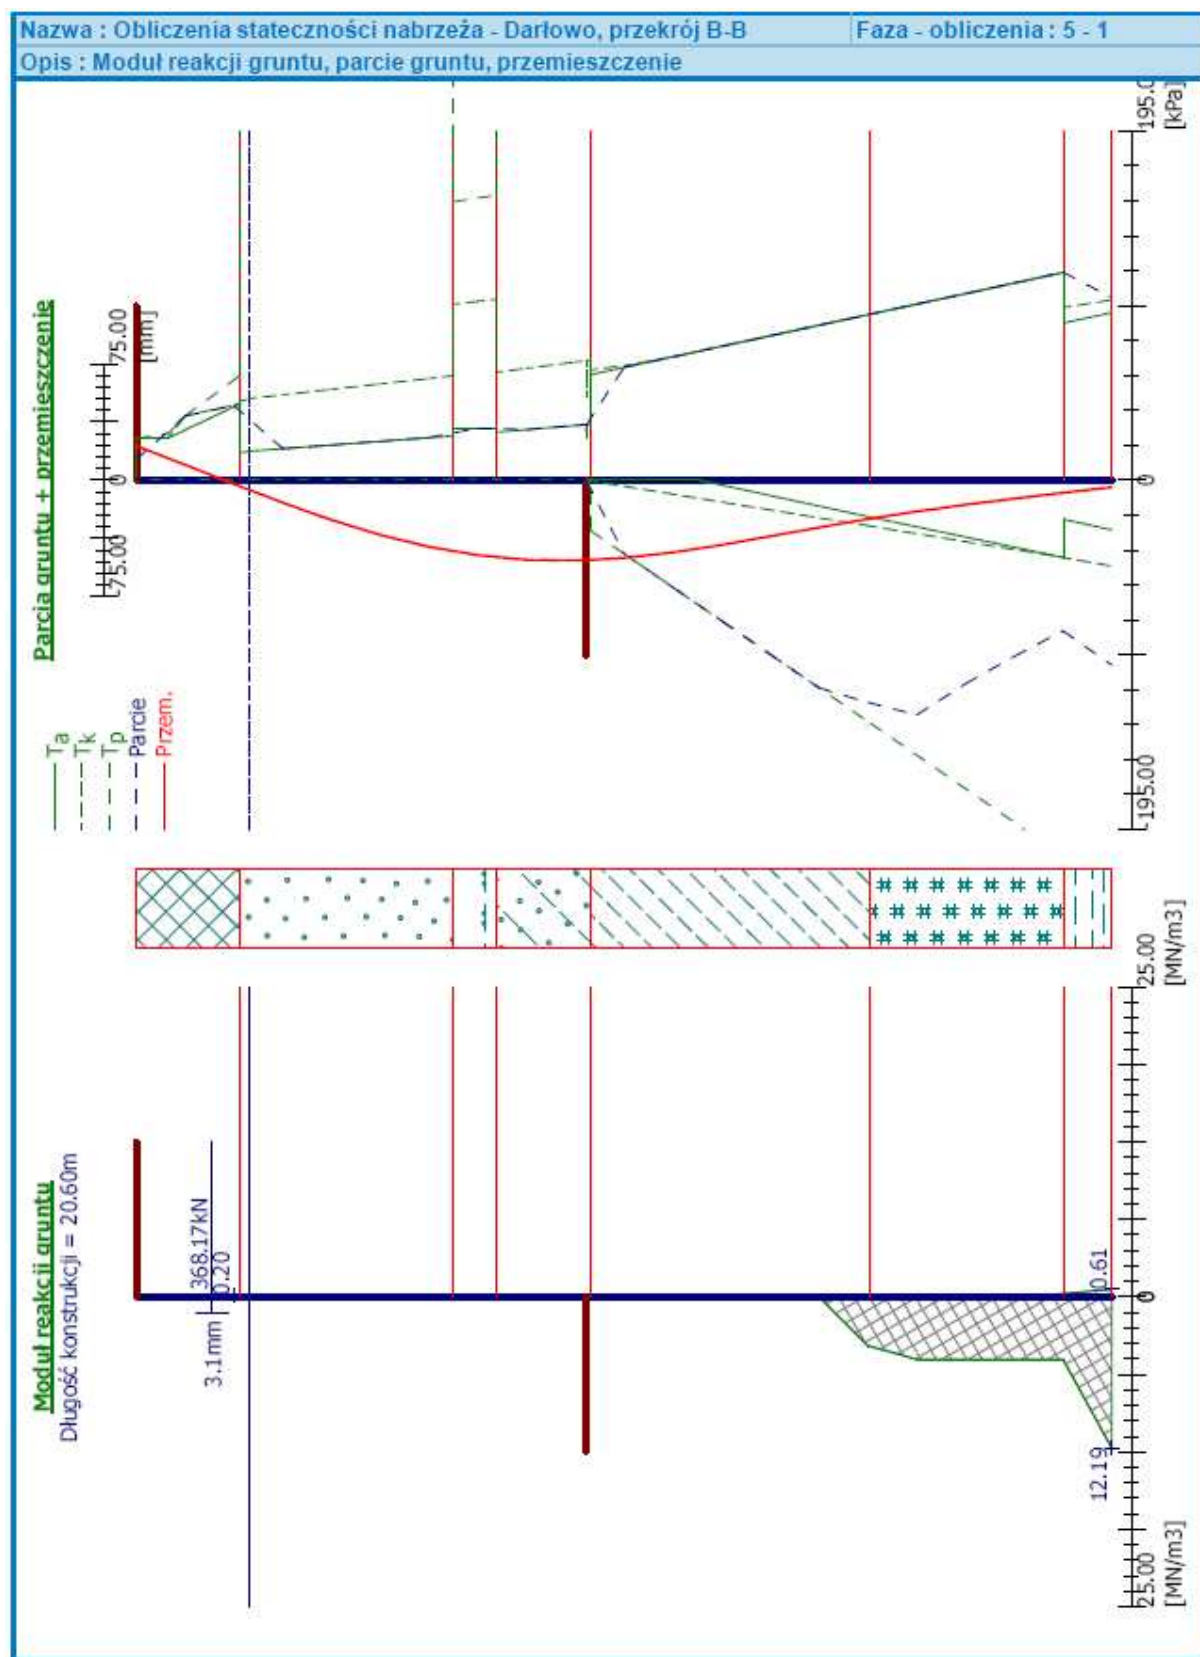 Nazwa : Obliczenia stateczności nabrzeża - Darłowo, przekrój B-B
Faza - obliczenia : 5 - 1
Opis : Moduł reakcji gruntu, parcie gruntu, przemieszczenie
Moduł reakcji gruntu
Długość konstrukcji = 20.60m
3.1mm
368.17kN
0.20
0.61
12.19
25.00
[MN/m3]
0
25.00
[MN/m3]
Parcia gruntu + przemieszczenie
75.00
[mm]
0
-75.00
Ta
Tk
Tp
Parcie
Przem.
195.0
[kPa]
0
-195.00